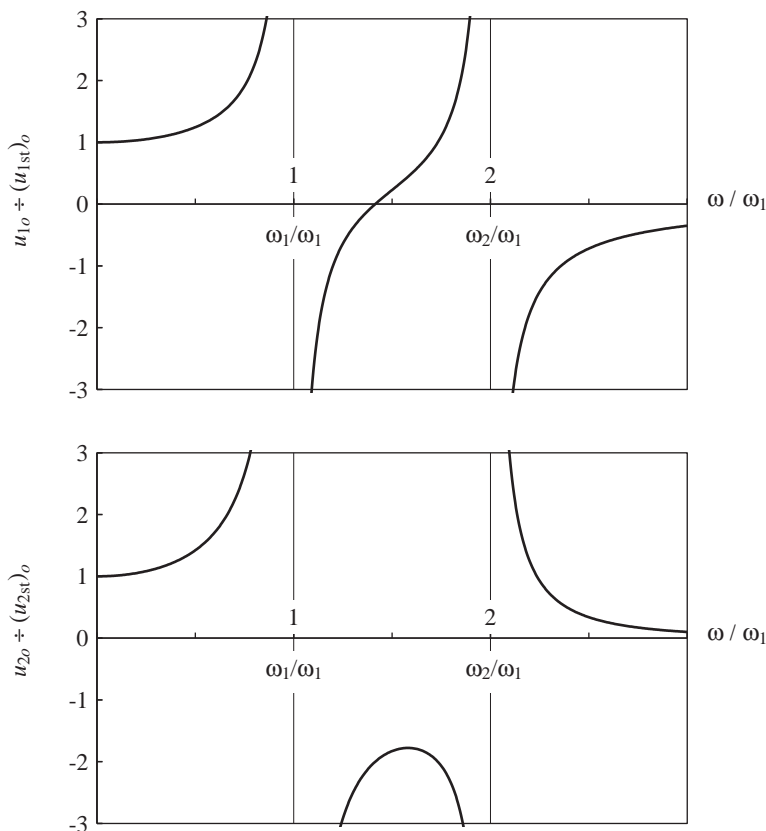 3
2
1
0
-1
-2
-3
u₁ₒ ÷ (u₁ₛₜ)ₒ
1
2
ω₁/ω₁
ω₂/ω₁
ω / ω₁
3
2
1
0
-1
-2
-3
u₂ₒ ÷ (u₂ₛₜ)ₒ
1
2
ω₁/ω₁
ω₂/ω₁
ω / ω₁